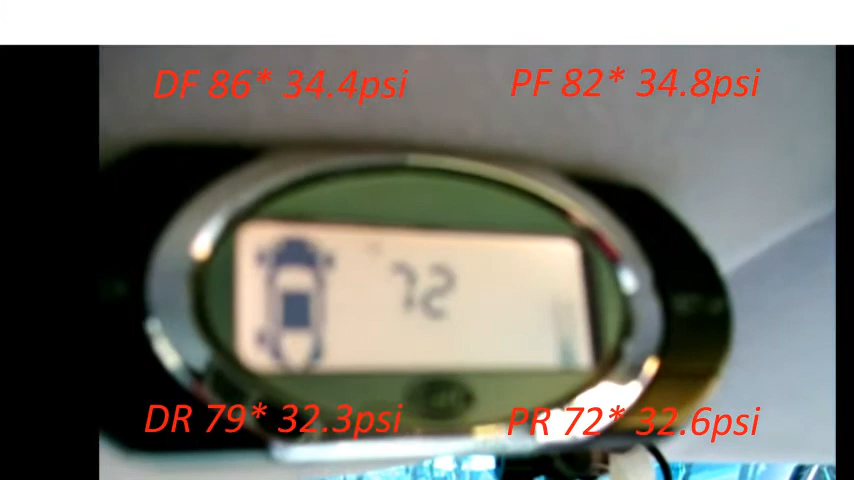 DF 86* 34.4psi
PF 82* 34.8psi
72
DR 79* 32.3psi
PR 72* 32.6psi